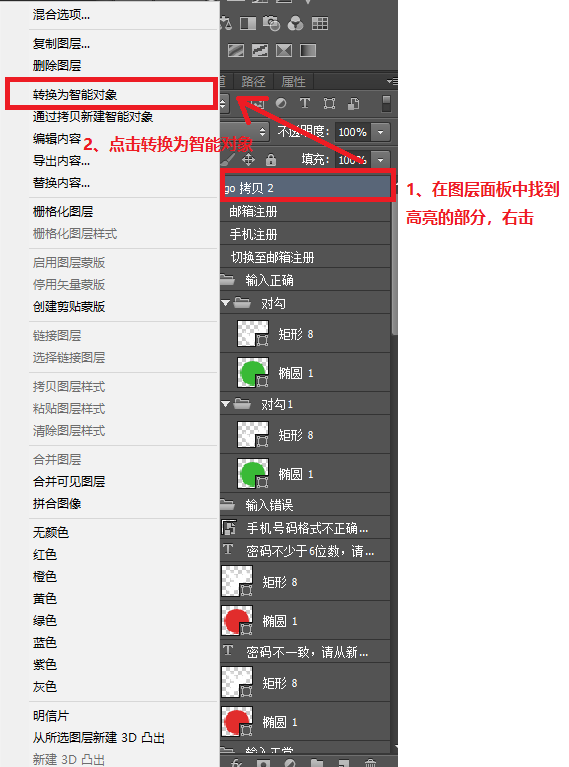 混合选项...
复制图层...
删除图层
转换为智能对象
通过拷贝新建智能对象
编辑内容
导出内容...
替换内容...
栅格化图层
栅格化图层样式
启用图层蒙版
停用矢量蒙版
创建剪贴蒙版
链接图层
选择链接图层
拷贝图层样式
粘贴图层样式
清除图层样式
合并图层
合并可见图层
拼合图像
无颜色
红色
橙色
黄色
绿色
蓝色
紫色
灰色
明信片
从所选图层新建 3D 凸出
新建 3D 凸出
2、点击转换为智能对象
路径 属性
不透明度： 100%
填充： 100%
go 拷贝 2
邮箱注册
手机注册
切换至邮箱注册
输入正确
对勾
矩形 8
椭圆 1
对勾1
矩形 8
椭圆 1
输入错误
手机号码格式不正确...
T 密码不少于6位数，请...
矩形 8
椭圆 1
T 密码不一致，请从新...
矩形 8
椭圆 1
输入正常
fx
1、在图层面板中找到
高亮的部分，右击